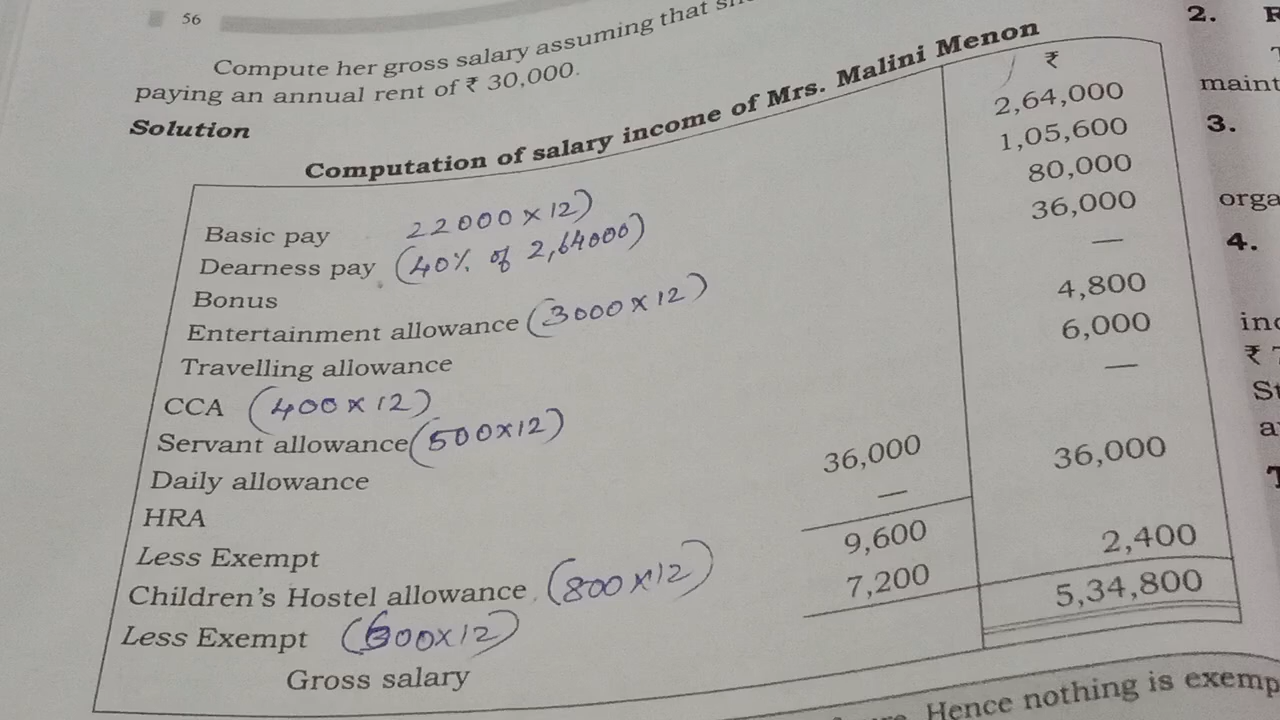 56
Compute her gross salary assuming that
paying an annual rent of ₹ 30,000.
Solution
Computation of salary income of Mrs. Malini Menon
₹
Basic pay 22000 × 12) 2,64,000
Dearness pay (40% of 2,64000) 1,05,600
Bonus 80,000
Entertainment allowance (3000 × 12) 36,000
Travelling allowance —
CCA (400 × 12) 4,800
Servant allowance (500×12) 6,000
Daily allowance —
HRA 36,000
Less Exempt — 36,000
Children's Hostel allowance (800×12) 9,600
Less Exempt (600×12) 7,200 2,400
Gross salary 5,34,800
Hence nothing is exemp
2.
maint
3.
orga
4.
inc
₹ 7
St
a